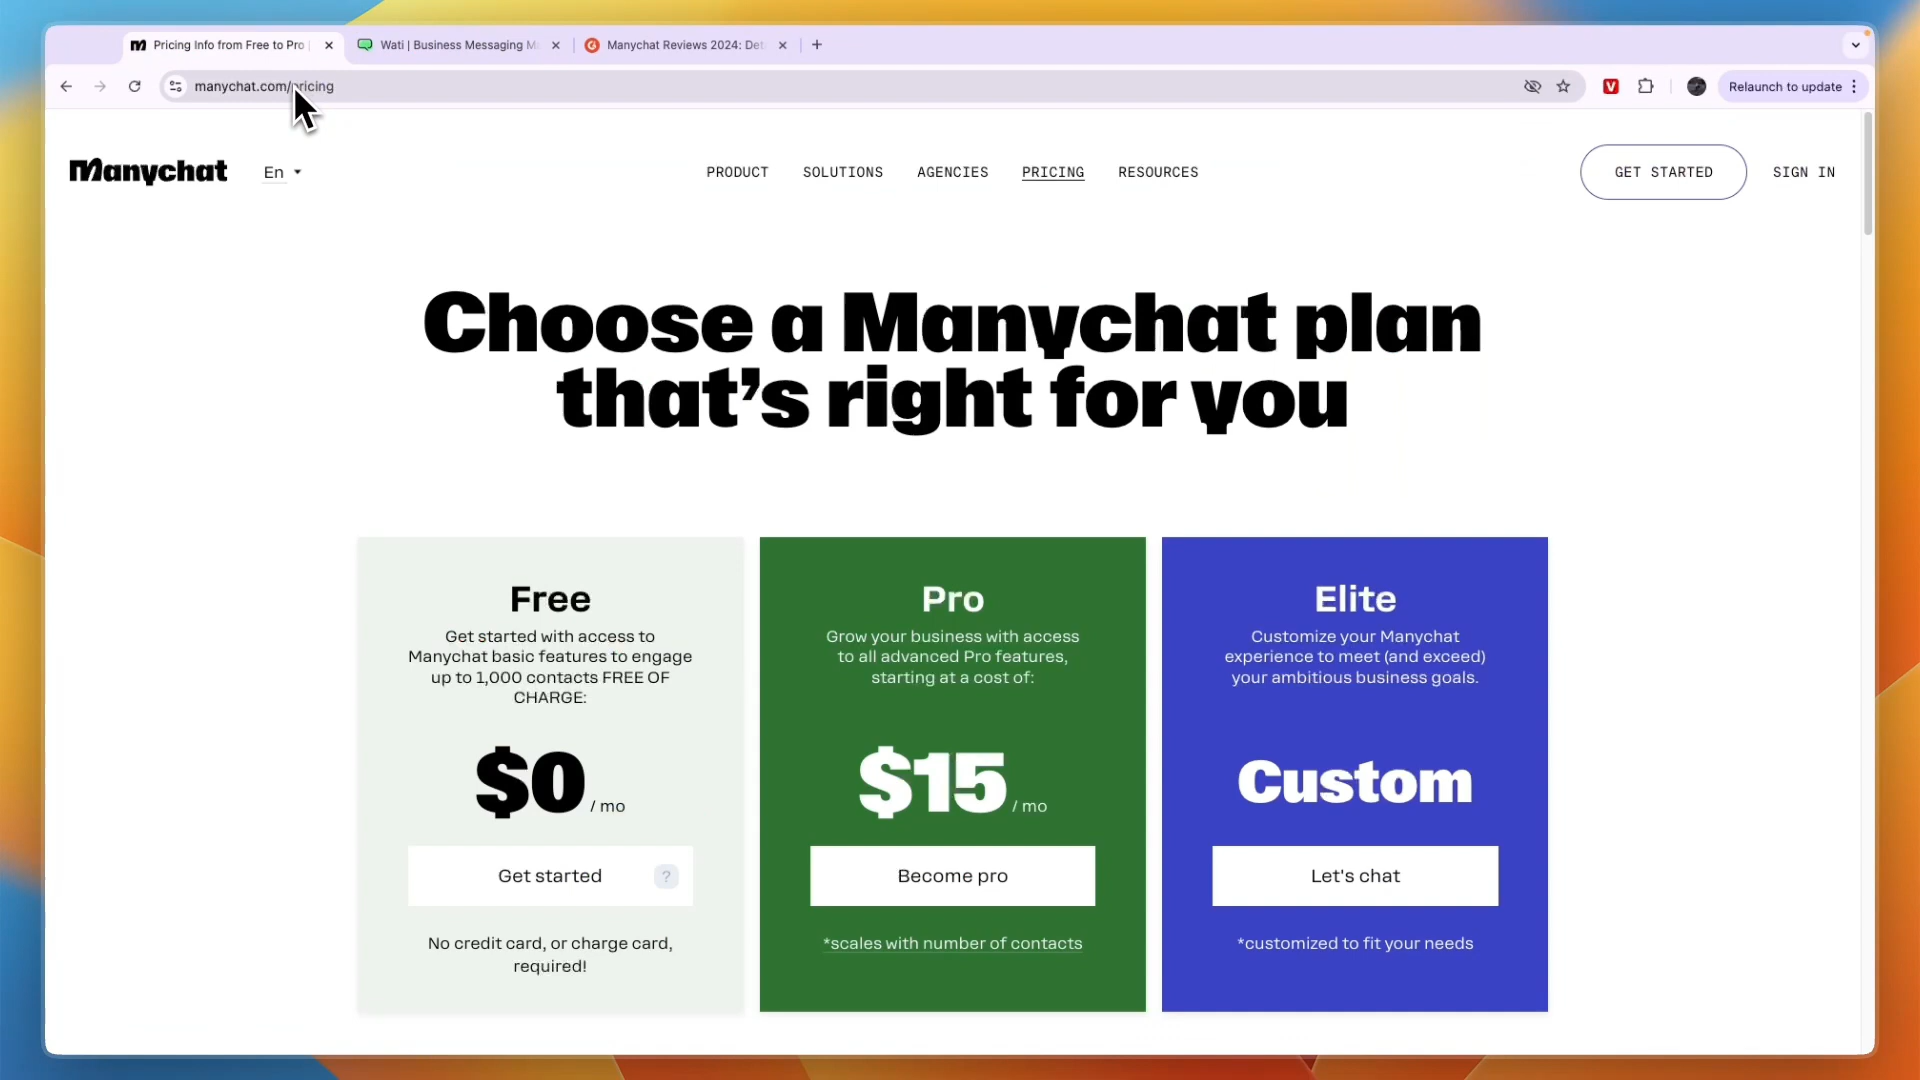 Pricing Info from Free to Pro
Wati | Business Messaging M
Manychat Reviews 2024: Det
manychat.com/pricing
Relaunch to update
Manychat
En
PRODUCT
SOLUTIONS
AGENCIES
PRICING
RESOURCES
GET STARTED
SIGN IN
Choose a Manychat plan
that’s right for you
Free
Get started with access to
Manychat basic features to engage
up to 1,000 contacts FREE OF
CHARGE:
$0 / mo
Get started ?
No credit card, or charge card,
required!
Pro
Grow your business with access
to all advanced Pro features,
starting at a cost of:
$15 / mo
Become pro
*scales with number of contacts
Elite
Customize your Manychat
experience to meet (and exceed)
your ambitious business goals.
Custom
Let's chat
*customized to fit your needs